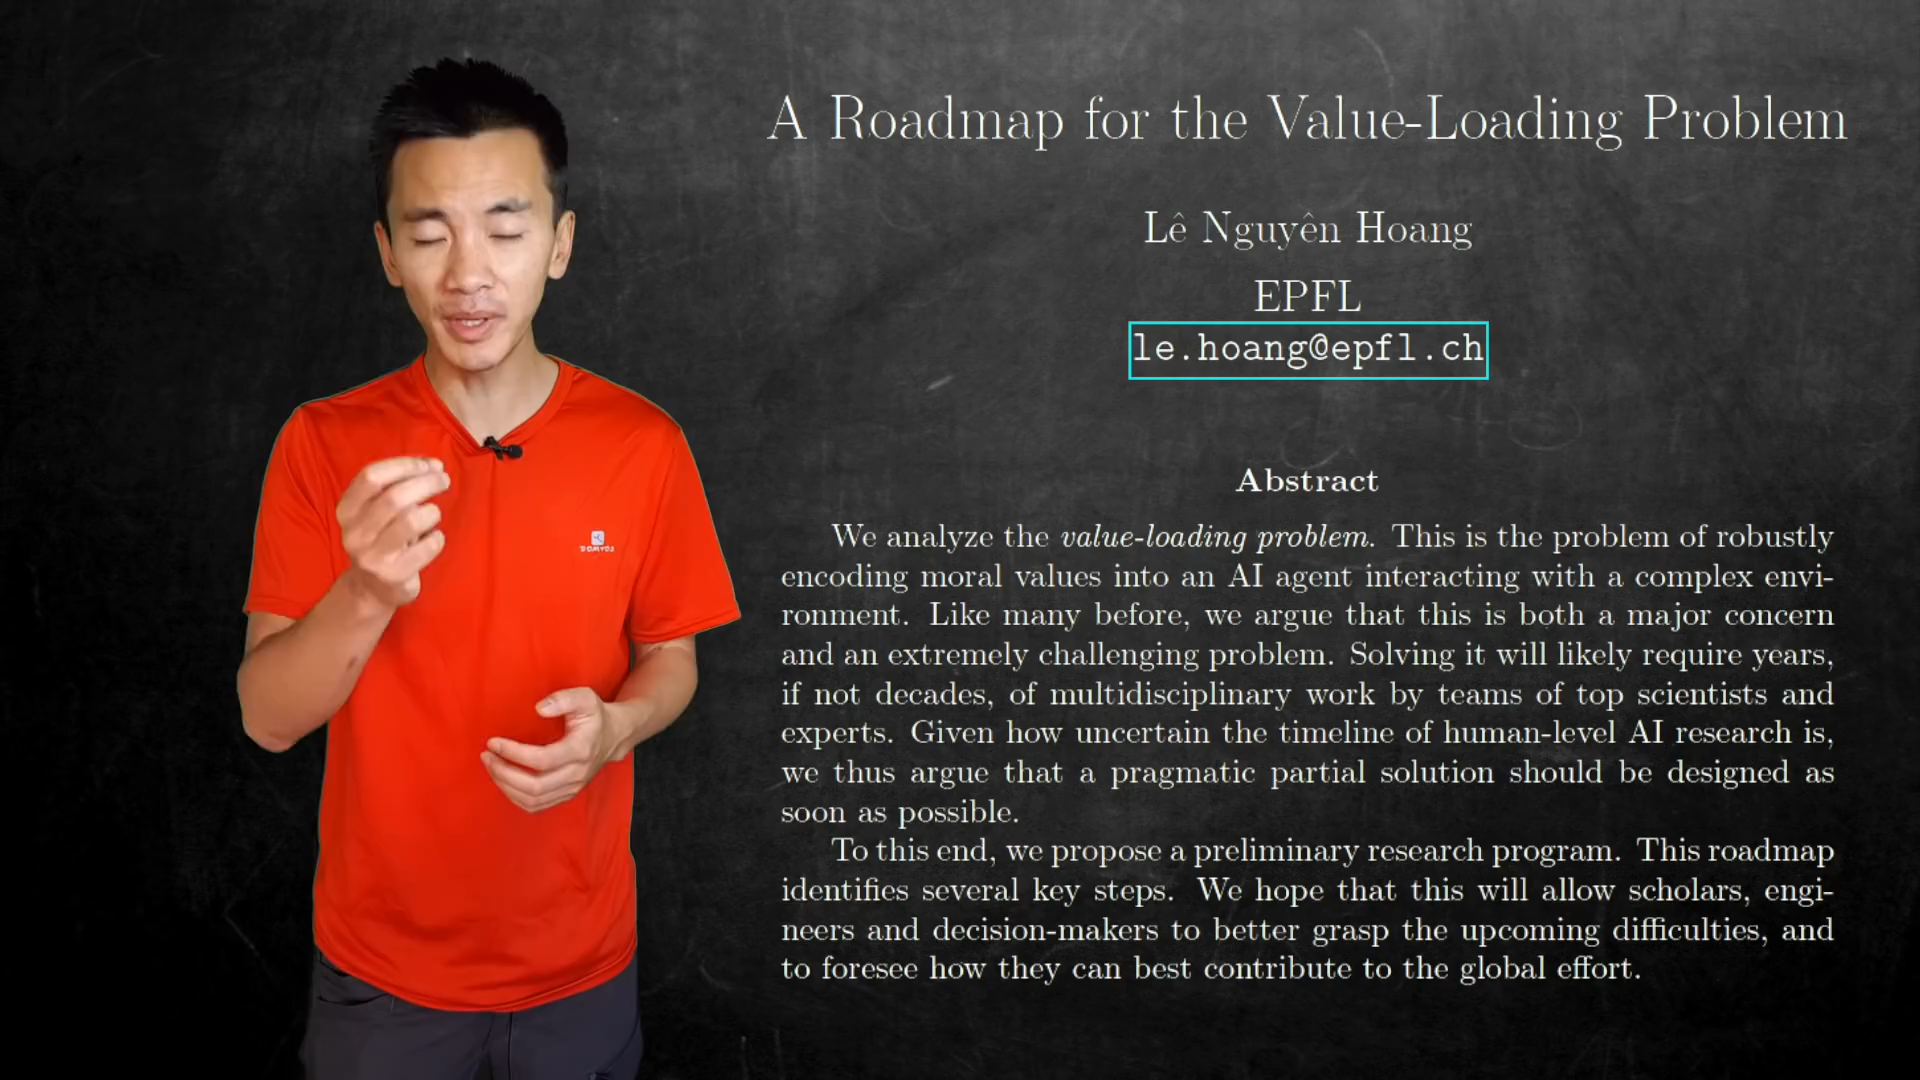 A Roadmap for the Value-Loading Problem
Lê Nguyên Hoang
EPFL
le.hoang@epfl.ch
Abstract
We analyze the value-loading problem. This is the problem of robustly
encoding moral values into an AI agent interacting with a complex envi-
ronment. Like many before, we argue that this is both a major concern
and an extremely challenging problem. Solving it will likely require years,
if not decades, of multidisciplinary work by teams of top scientists and
experts. Given how uncertain the timeline of human-level AI research is,
we thus argue that a pragmatic partial solution should be designed as
soon as possible.
To this end, we propose a preliminary research program. This roadmap
identifies several key steps. We hope that this will allow scholars, engi-
neers and decision-makers to better grasp the upcoming difficulties, and
to foresee how they can best contribute to the global effort.
DOMYOS